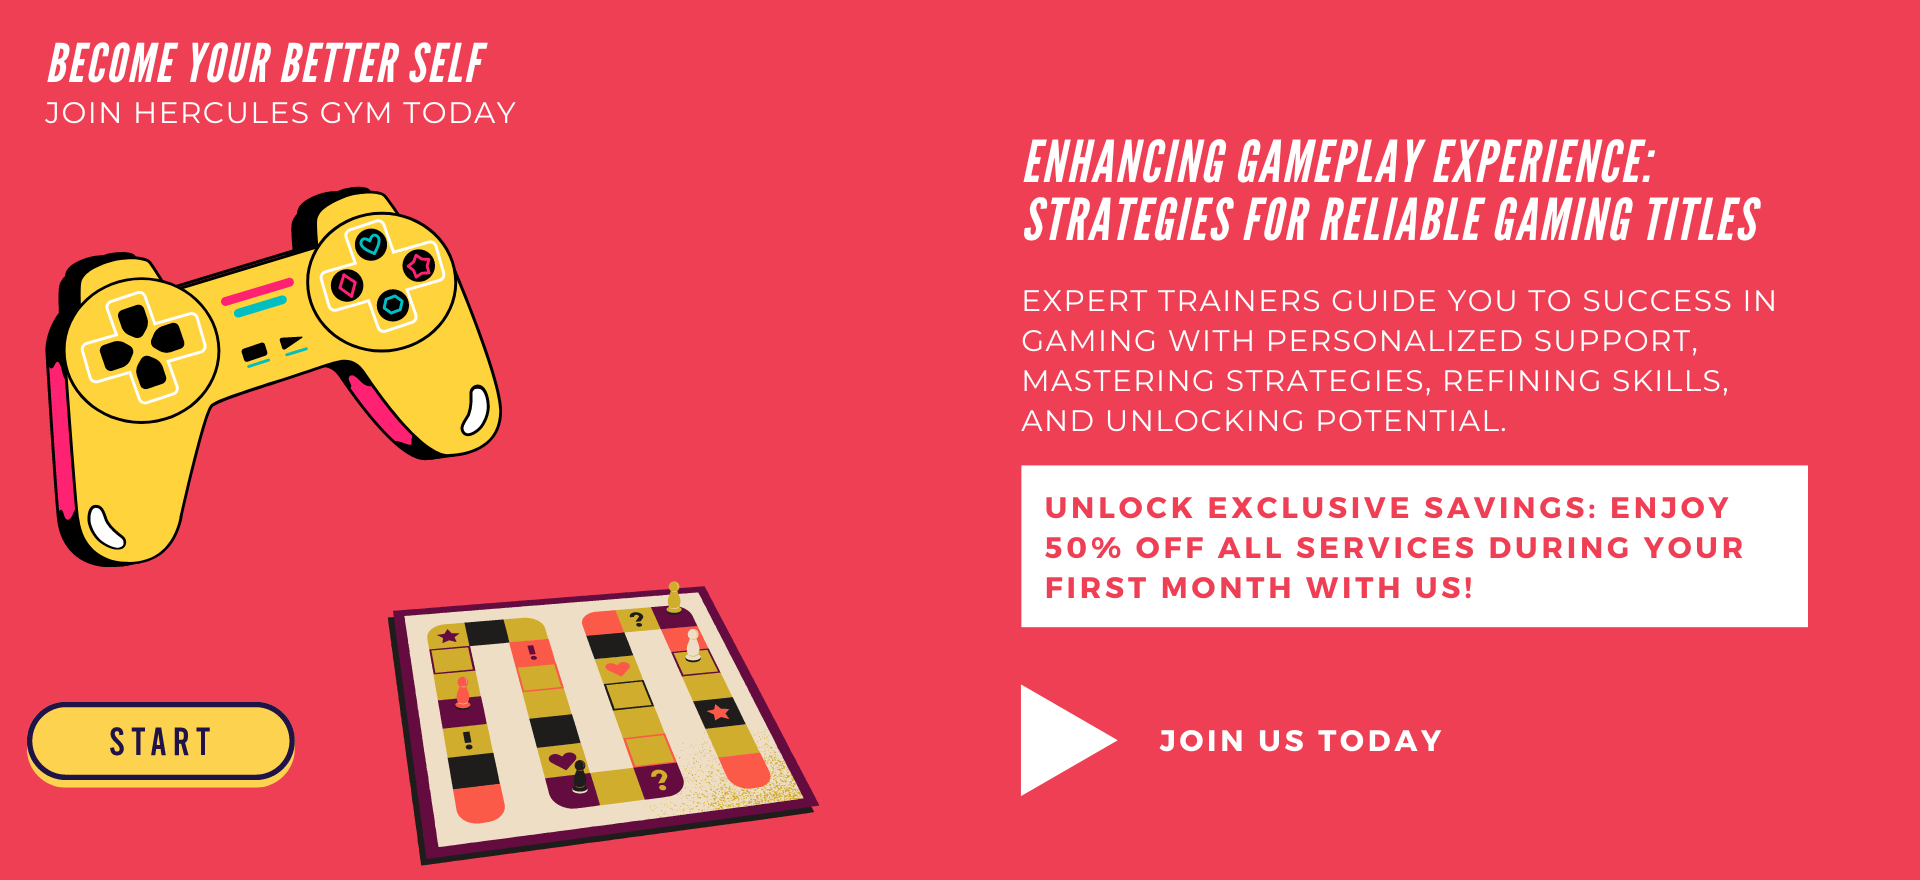 BECOME YOUR BETTER SELF
JOIN HERCULES GYM TODAY
ENHANCING GAMEPLAY EXPERIENCE:
STRATEGIES FOR RELIABLE GAMING TITLES
EXPERT TRAINERS GUIDE YOU TO SUCCESS IN
GAMING WITH PERSONALIZED SUPPORT,
MASTERING STRATEGIES, REFINING SKILLS,
AND UNLOCKING POTENTIAL.
UNLOCK EXCLUSIVE SAVINGS: ENJOY
50% OFF ALL SERVICES DURING YOUR
FIRST MONTH WITH US!
JOIN US TODAY
START
?
!
!
?